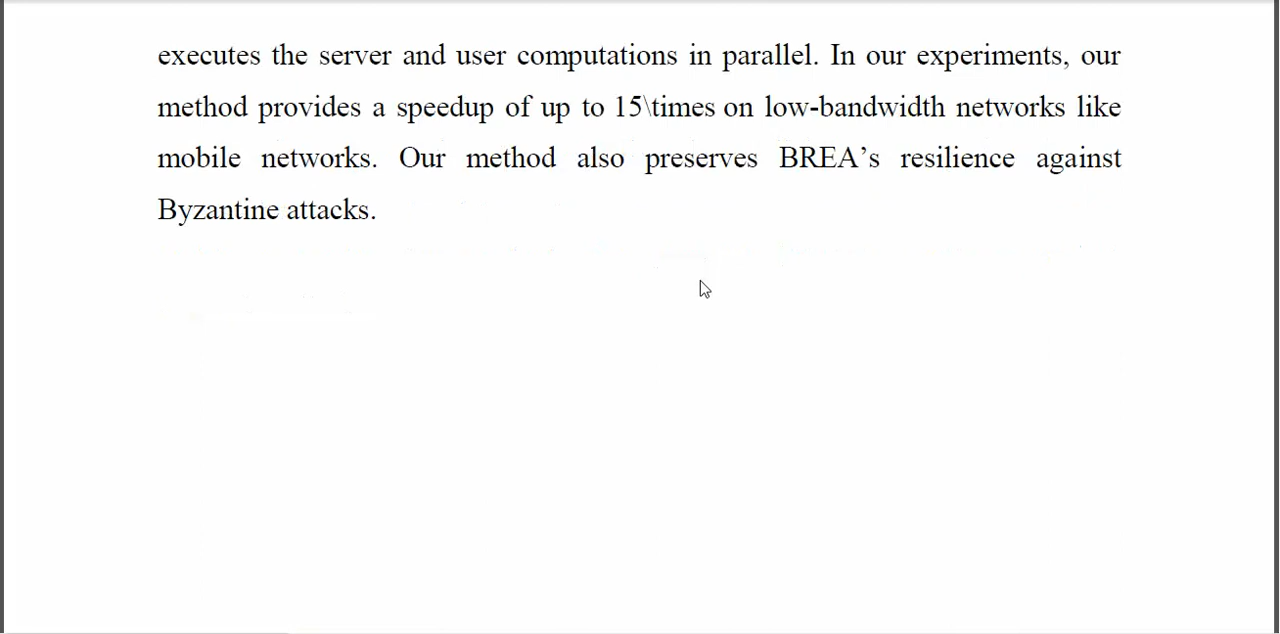 executes the server and user computations in parallel. In our experiments, our
method provides a speedup of up to 15\times on low-bandwidth networks like
mobile networks. Our method also preserves BREA’s resilience against
Byzantine attacks.